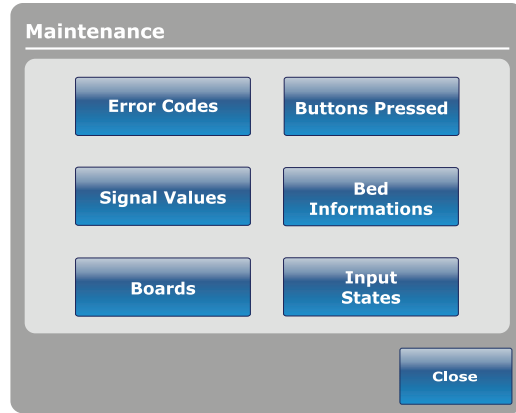 Maintenance
Error Codes
Buttons Pressed
Signal Values
Bed
Informations
Boards
Input
States
Close